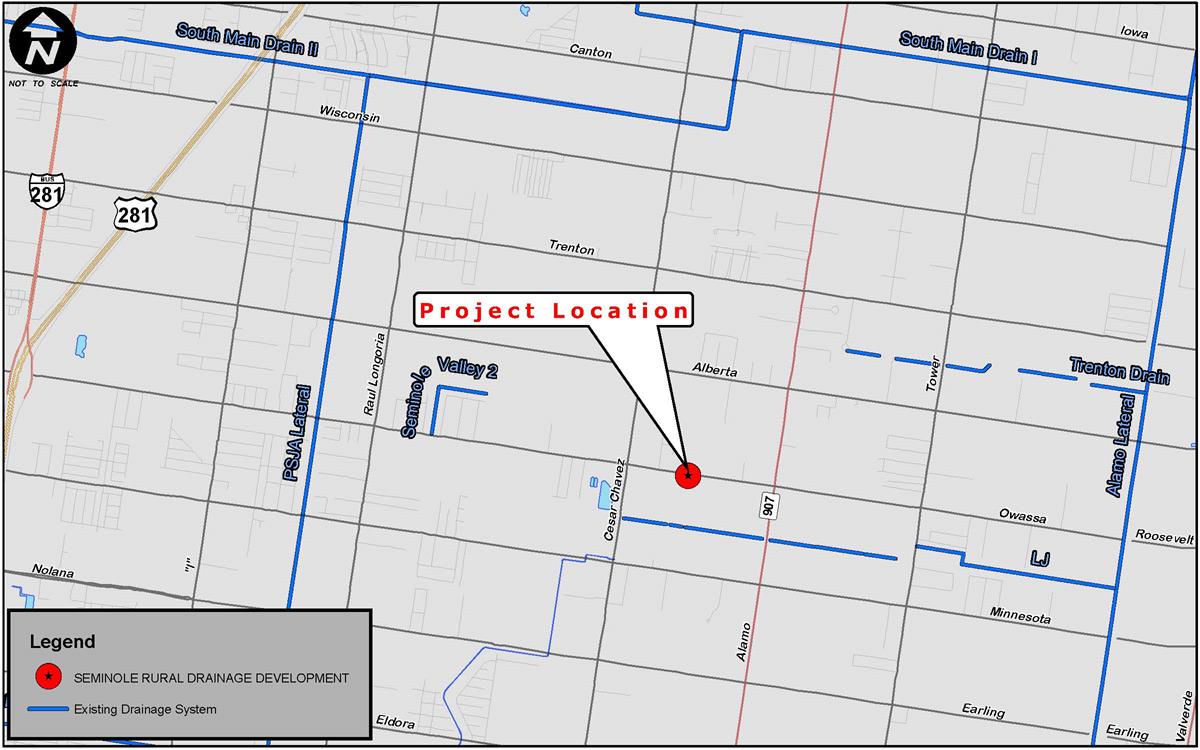 N
NOT TO SCALE
South Main Drain II
Canton
South Main Drain I
Iowa
Wisconsin
BUS
281
281
Trenton
Project Location
Raul Longoria
Seminole Valley 2
Alberta
Tower
Trenton Drain
PSJA Lateral
Alamo Lateral
Cesar Chavez
907
Owassa
Roosevelt
"I"
LJ
Nolana
Minnesota
Alamo
Legend
SEMINOLE RURAL DRAINAGE DEVELOPMENT
Existing Drainage System
Eldora
Earling
Earling
Valverde